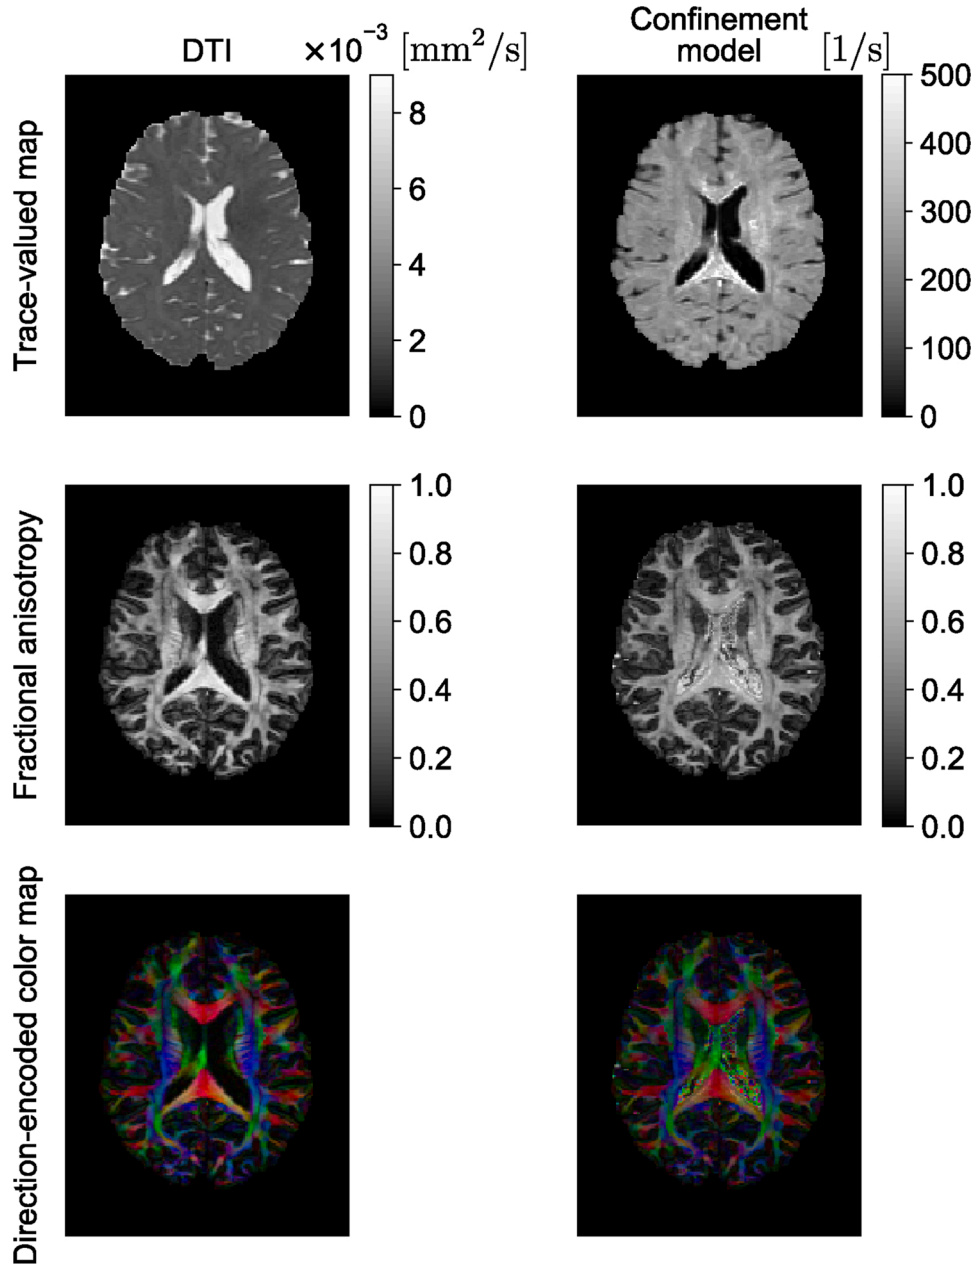 DTI
×10⁻³ [mm²/s]
Confinement
model
[1/s]
Trace-valued map
8
6
4
2
0
500
400
300
200
100
0
Fractional anisotropy
1.0
0.8
0.6
0.4
0.2
0.0
1.0
0.8
0.6
0.4
0.2
0.0
Direction-encoded color map